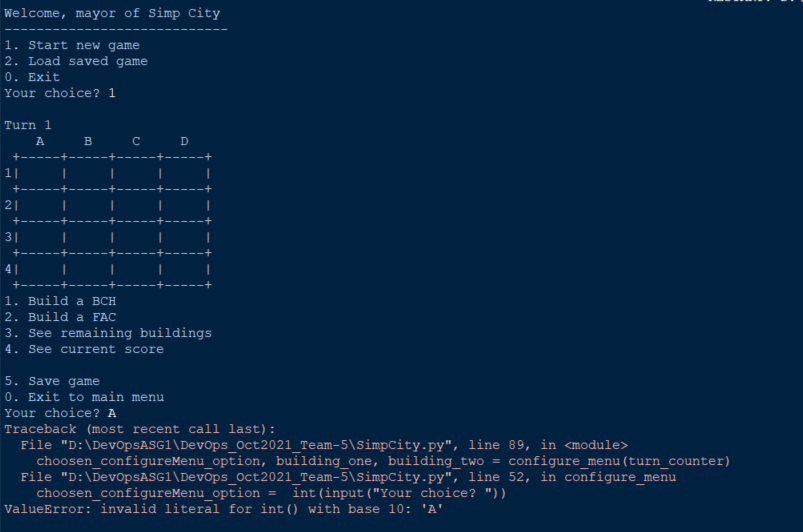 Welcome, mayor of Simp City
----------------------------
1. Start new game
2. Load saved game
0. Exit
Your choice? 1
Turn 1
    A     B     C     D
 +-----+-----+-----+-----+
1|     |     |     |     |
 +-----+-----+-----+-----+
2|     |     |     |     |
 +-----+-----+-----+-----+
3|     |     |     |     |
 +-----+-----+-----+-----+
4|     |     |     |     |
 +-----+-----+-----+-----+
1. Build a BCH
2. Build a FAC
3. See remaining buildings
4. See current score
5. Save game
0. Exit to main menu
Your choice? A
Traceback (most recent call last):
  File "D:\DevOpsASG1\DevOps_Oct2021_Team-5\SimpCity.py", line 89, in <module>
    choosen_configureMenu_option, building_one, building_two = configure_menu(turn_counter)
  File "D:\DevOpsASG1\DevOps_Oct2021_Team-5\SimpCity.py", line 52, in configure_menu
    choosen_configureMenu_option =  int(input("Your choice? "))
ValueError: invalid literal for int() with base 10: 'A'